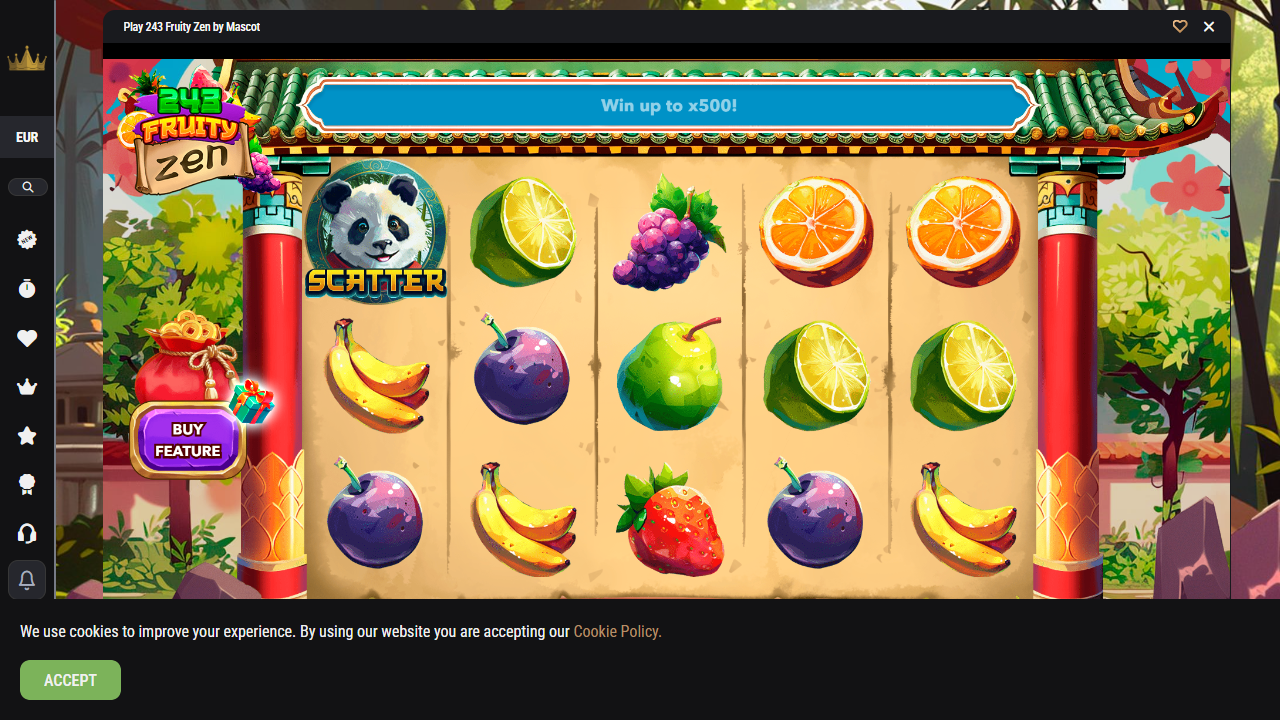 Play 243 Fruity Zen by Mascot
EUR
NEW
243
FRUITY
zen
Win up to x500!
SCATTER
BUY
FEATURE
We use cookies to improve your experience. By using our website you are accepting our Cookie Policy.
ACCEPT